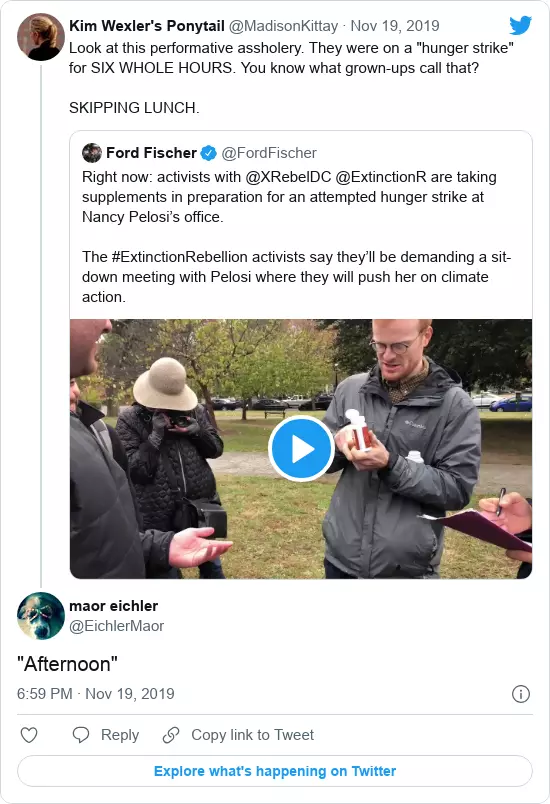 Kim Wexler's Ponytail @MadisonKittay · Nov 19, 2019
Look at this performative assholery. They were on a "hunger strike"
for SIX WHOLE HOURS. You know what grown-ups call that?
SKIPPING LUNCH.
Ford Fischer @FordFischer
Right now: activists with @XRebelDC @ExtinctionR are taking
supplements in preparation for an attempted hunger strike at
Nancy Pelosi’s office.
The #ExtinctionRebellion activists say they’ll be demanding a sit-
down meeting with Pelosi where they will push her on climate
action.
maor eichler
@EichlerMaor
"Afternoon"
6:59 PM · Nov 19, 2019
Reply
Copy link to Tweet
Explore what's happening on Twitter